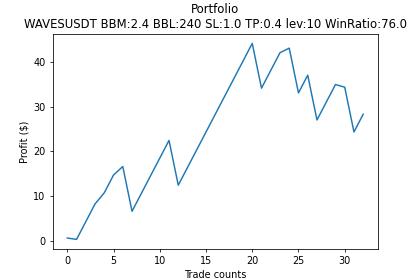 Portfolio
WAVESUSDT BBM:2.4 BBL:240 SL:1.0 TP:0.4 lev:10 WinRatio:76.0
Profit ($)
40
30
20
10
0
0 5 10 15 20 25 30
Trade counts